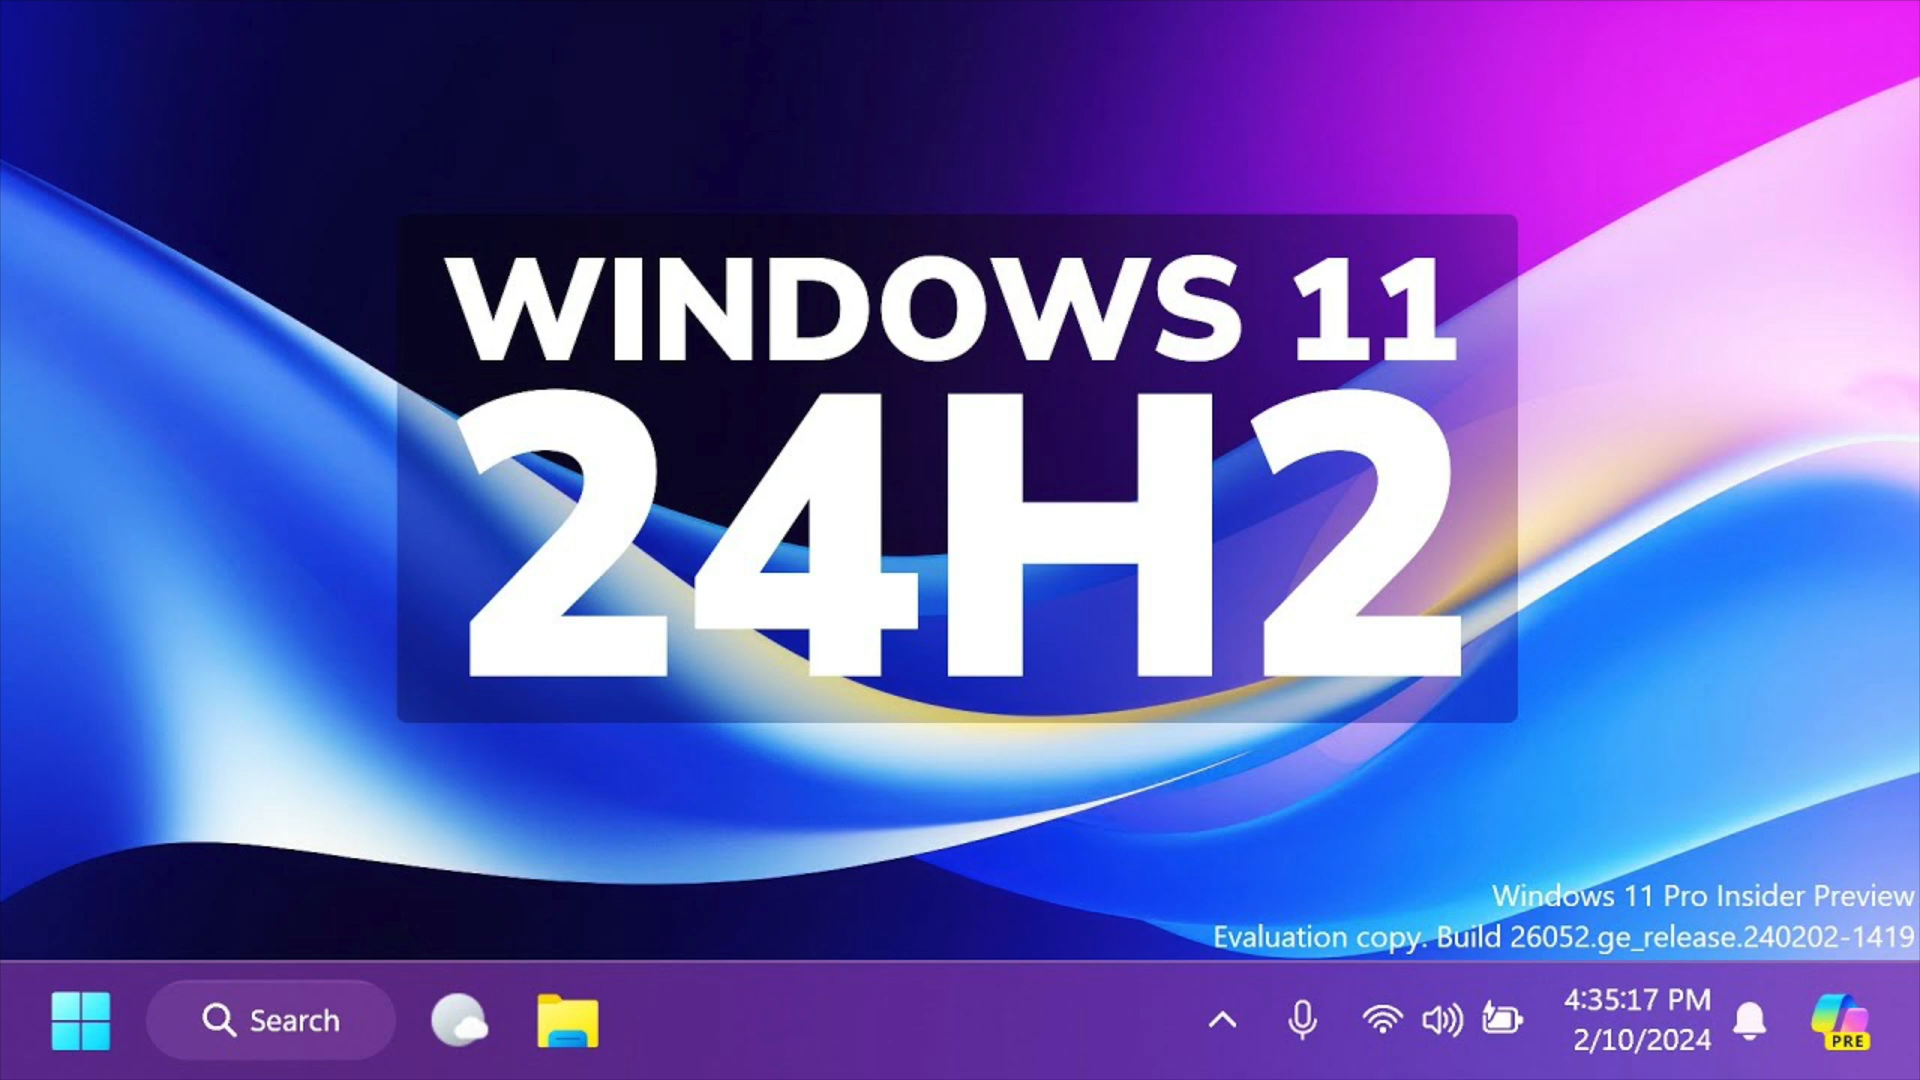 WINDOWS 11
24H2
Windows 11 Pro Insider Preview
Evaluation copy. Build 26052.ge_release.240202-1419
Search
4:35:17 PM
2/10/2024
PRE